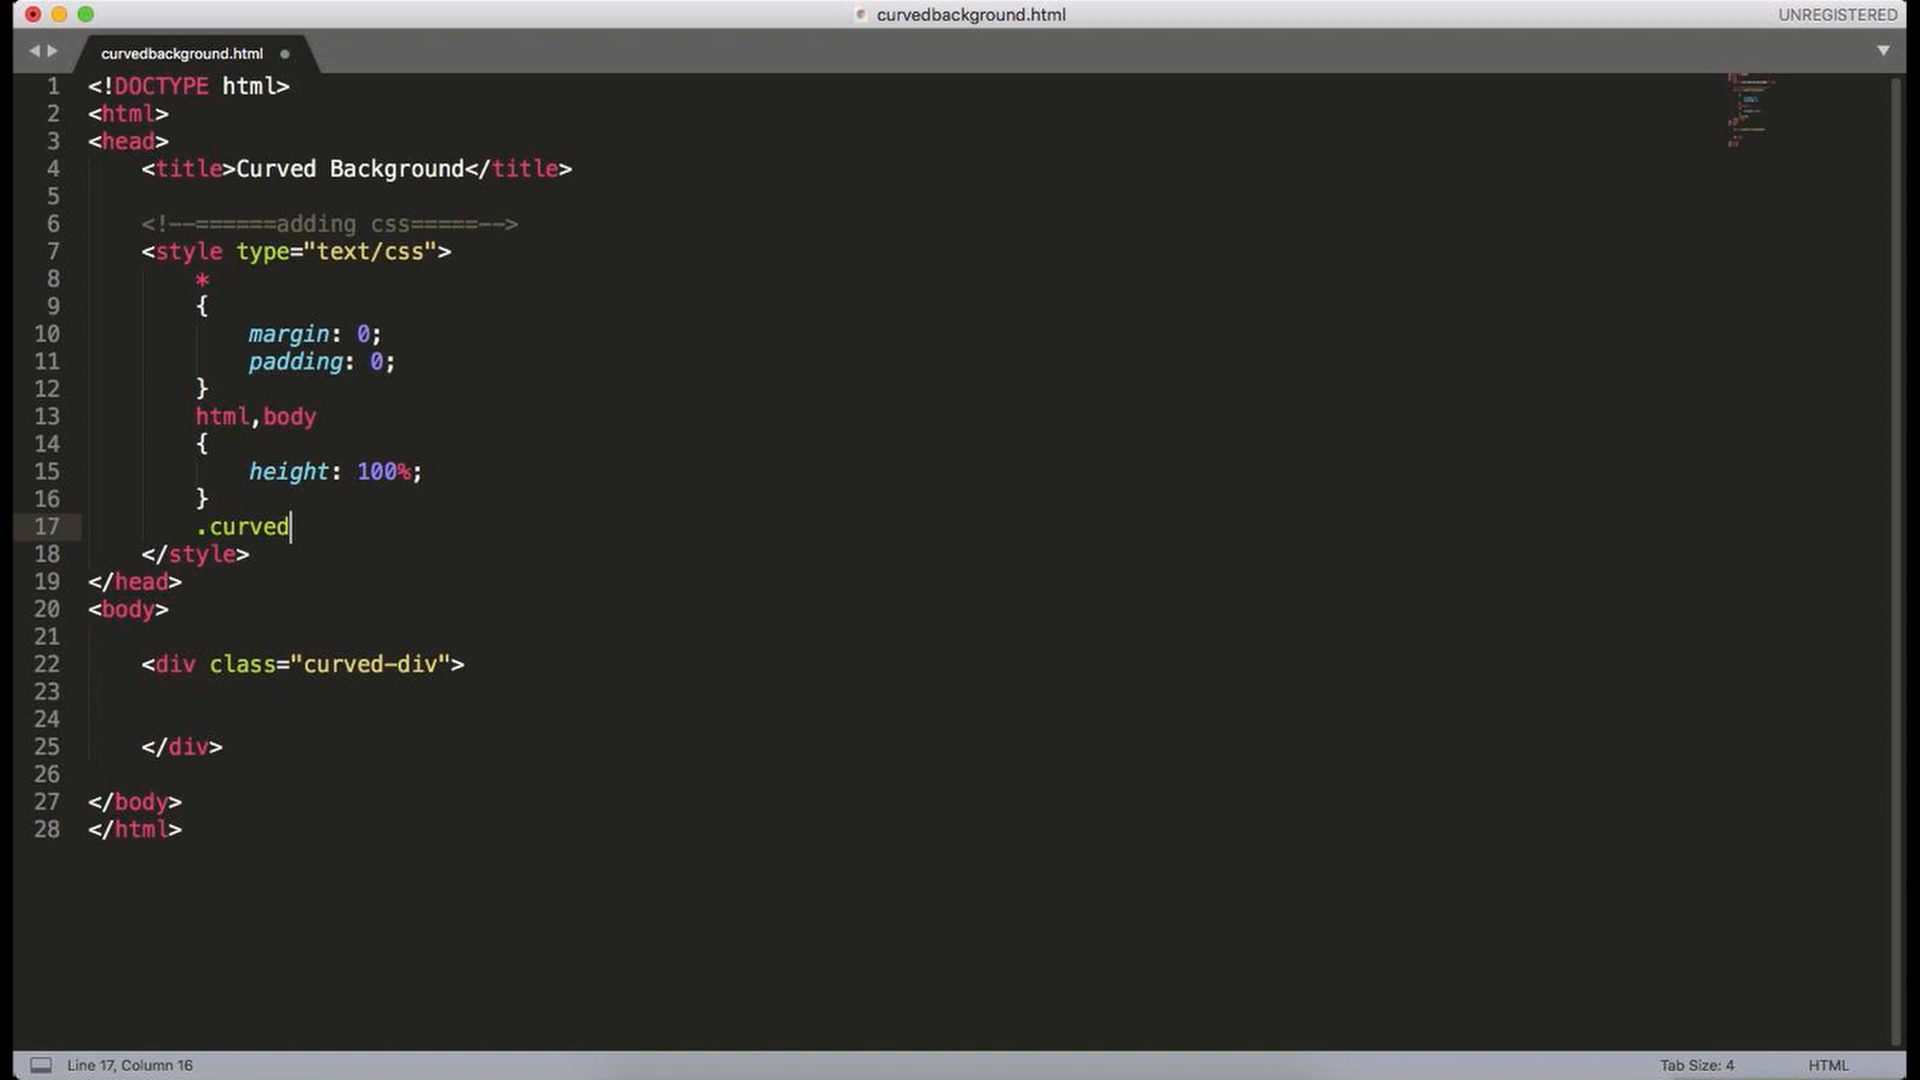 curvedbackground.html
UNREGISTERED
curvedbackground.html
1 <!DOCTYPE html>
2 <html>
3 <head>
4 <title>Curved Background</title>
5
6 <!--======adding css=====-->
7 <style type="text/css">
8 *
9 {
10 margin: 0;
11 padding: 0;
12 }
13 html,body
14 {
15 height: 100%;
16 }
17 .curved
18 </style>
19 </head>
20 <body>
21
22 <div class="curved-div">
23
24
25 </div>
26
27 </body>
28 </html>
Line 17, Column 16
Tab Size: 4
HTML